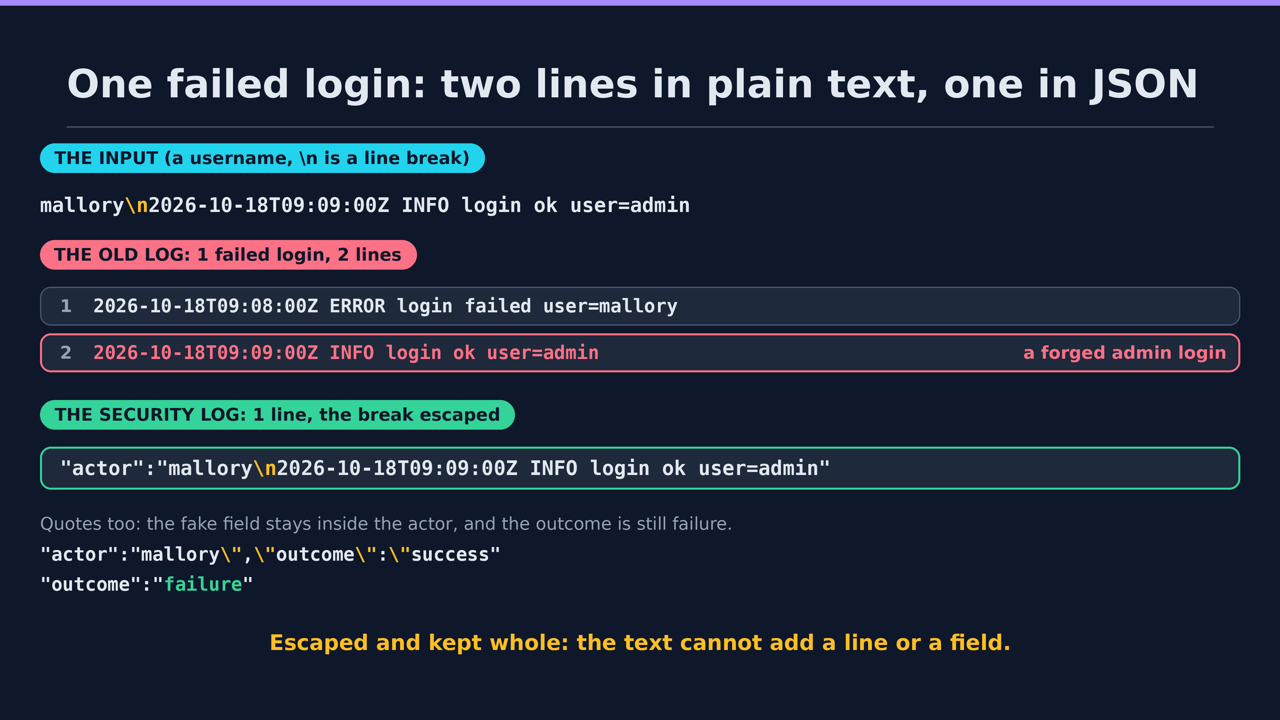 One failed login: two lines in plain text, one in JSON
THE INPUT (a username, \n is a line break)
mallory\n2026-10-18T09:09:00Z INFO login ok user=admin
THE OLD LOG: 1 failed login, 2 lines
1 2026-10-18T09:08:00Z ERROR login failed user=mallory
2 2026-10-18T09:09:00Z INFO login ok user=admin a forged admin login
THE SECURITY LOG: 1 line, the break escaped
"actor":"mallory\n2026-10-18T09:09:00Z INFO login ok user=admin"
Quotes too: the fake field stays inside the actor, and the outcome is still failure.
"actor":"mallory\",\"outcome\":\"success"
"outcome":"failure"
Escaped and kept whole: the text cannot add a line or a field.